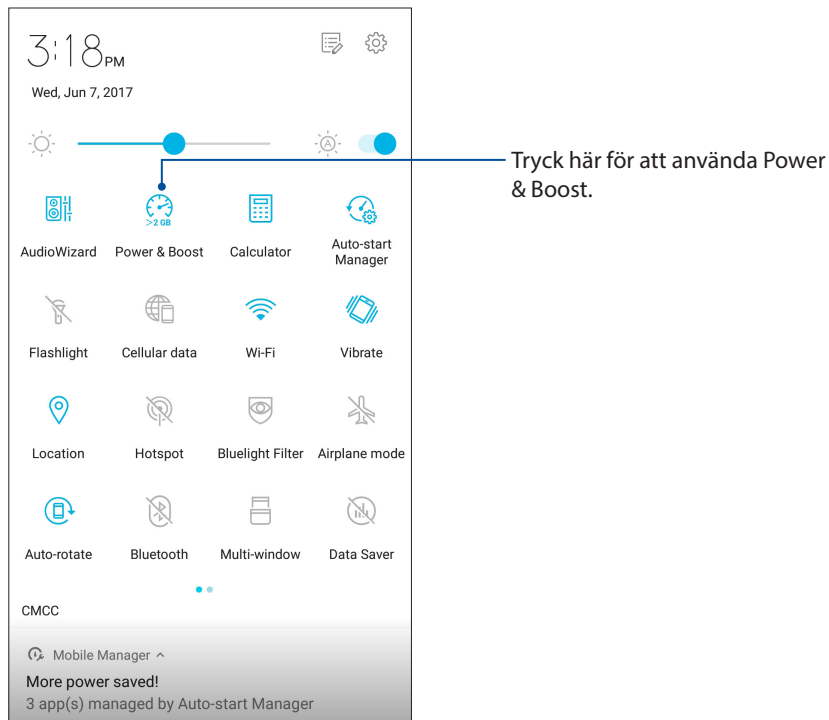 3:18 PM
Wed, Jun 7, 2017
A
Tryck här för att använda Power
& Boost.
>2 GB
AudioWizard Power & Boost Calculator Auto-start
Manager
Flashlight Cellular data Wi-Fi Vibrate
Location Hotspot Bluelight Filter Airplane mode
Auto-rotate Bluetooth Multi-window Data Saver
CMCC
Mobile Manager
More power saved!
3 app(s) managed by Auto-start Manager